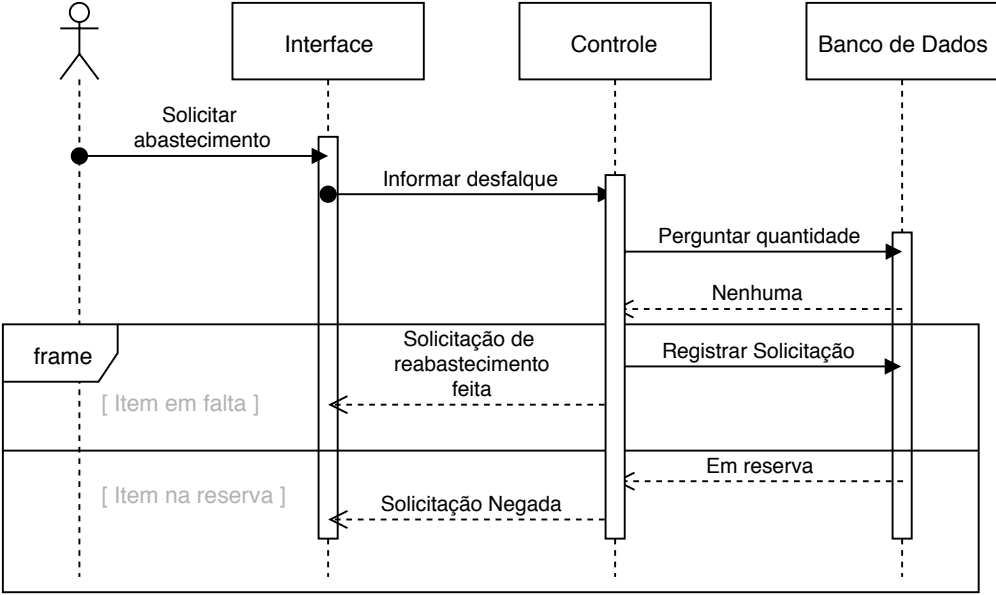 Interface
Controle
Banco de Dados
Solicitar
abastecimento
Informar desfalque
Perguntar quantidade
Nenhuma
frame
Solicitação de
reabastecimento
feita
Registrar Solicitação
[ Item em falta ]
Em reserva
[ Item na reserva ]
Solicitação Negada